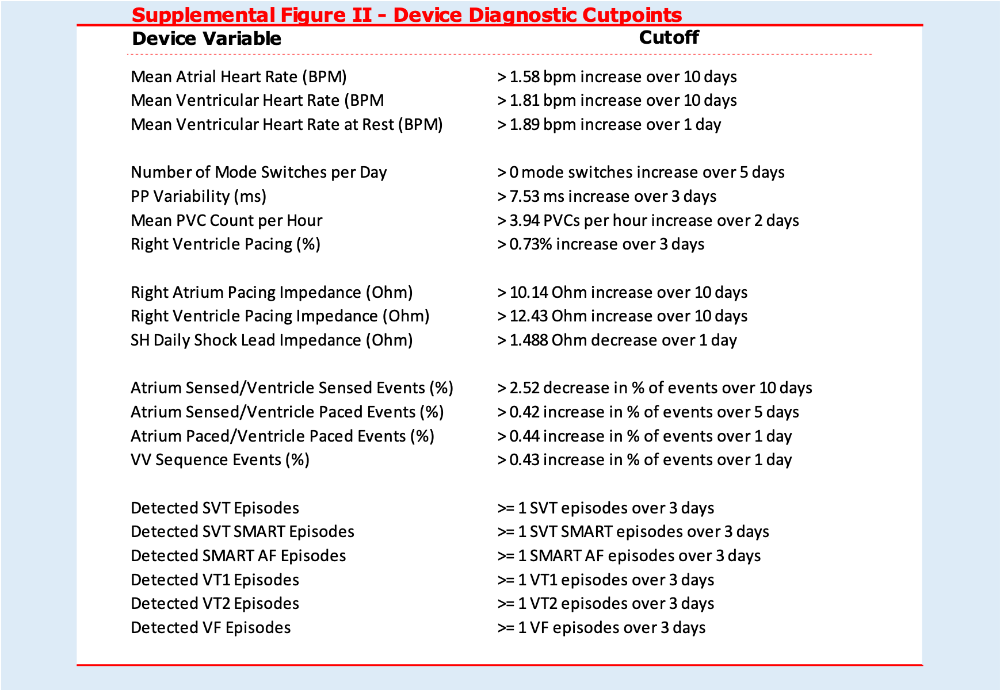 Supplemental Figure II - Device Diagnostic Cutpoints
Device Variable Cutoff
Mean Atrial Heart Rate (BPM) > 1.58 bpm increase over 10 days
Mean Ventricular Heart Rate (BPM > 1.81 bpm increase over 10 days
Mean Ventricular Heart Rate at Rest (BPM) > 1.89 bpm increase over 1 day
Number of Mode Switches per Day > 0 mode switches increase over 5 days
PP Variability (ms) > 7.53 ms increase over 3 days
Mean PVC Count per Hour > 3.94 PVCs per hour increase over 2 days
Right Ventricle Pacing (%) > 0.73% increase over 3 days
Right Atrium Pacing Impedance (Ohm) > 10.14 Ohm increase over 10 days
Right Ventricle Pacing Impedance (Ohm) > 12.43 Ohm increase over 10 days
SH Daily Shock Lead Impedance (Ohm) > 1.488 Ohm decrease over 1 day
Atrium Sensed/Ventricle Sensed Events (%) > 2.52 decrease in % of events over 10 days
Atrium Sensed/Ventricle Paced Events (%) > 0.42 increase in % of events over 5 days
Atrium Paced/Ventricle Paced Events (%) > 0.44 increase in % of events over 1 day
VV Sequence Events (%) > 0.43 increase in % of events over 1 day
Detected SVT Episodes >= 1 SVT episodes over 3 days
Detected SVT SMART Episodes >= 1 SVT SMART episodes over 3 days
Detected SMART AF Episodes >= 1 SMART AF episodes over 3 days
Detected VT1 Episodes >= 1 VT1 episodes over 3 days
Detected VT2 Episodes >= 1 VT2 episodes over 3 days
Detected VF Episodes >= 1 VF episodes over 3 days